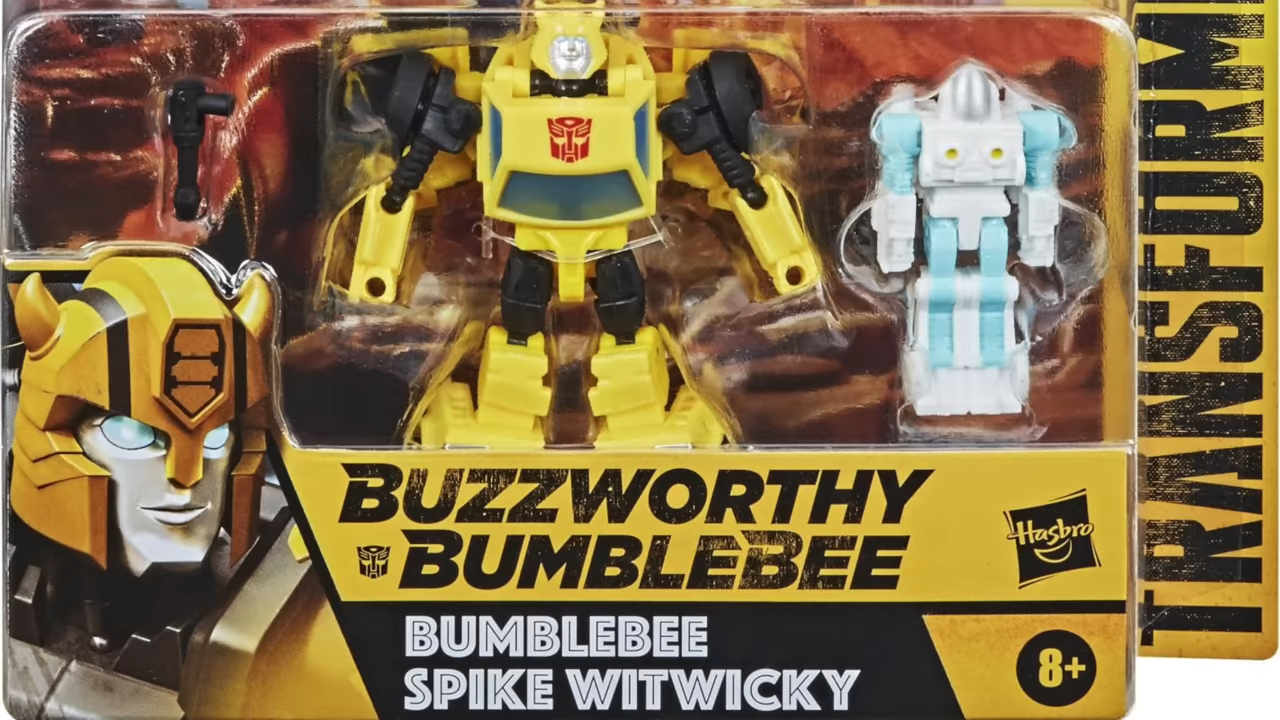 BUZZWORTHY
BUMBLEBEE
Hasbro
BUMBLEBEE
SPIKE WITWICKY
8+
TRANSFORM